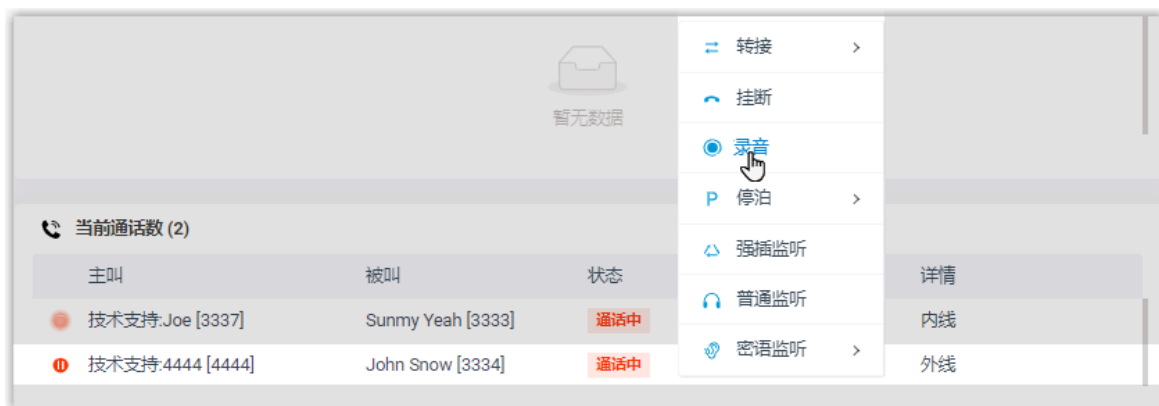 转接
挂断
暂无数据
录音
P 停泊
当前通话数 (2)
强插监听
主叫 被叫 状态 详情
普通监听
技术支持:Joe [3337] Sunmy Yeah [3333] 通话中 内线
密语监听
技术支持:4444 [4444] John Snow [3334] 通话中 外线